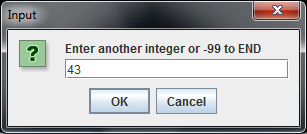 Input
?
Enter another integer or -99 to END
43
OK
Cancel